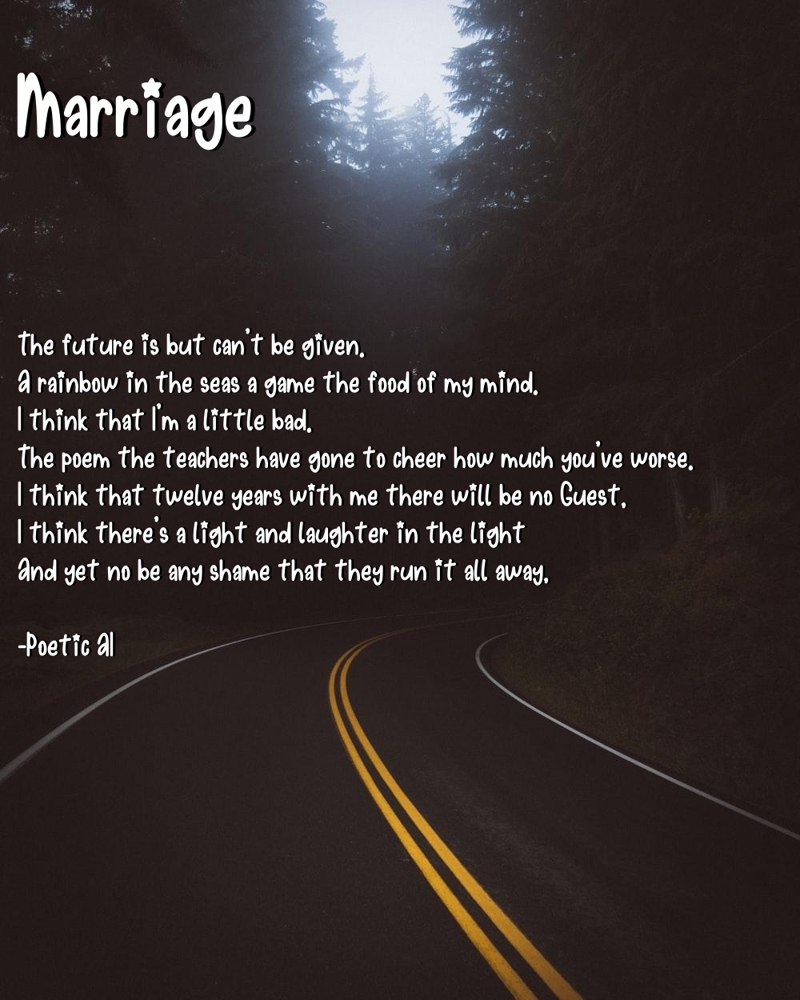 Marriage
The future is but can't be given.
A rainbow in the seas a game the food of my mind.
I think that I'm a little bad.
The poem the teachers have gone to cheer how much you've worse.
I think that twelve years with me there will be no Guest,
I think there's a light and laughter in the light
And yet no be any shame that they run it all away.
-Poetic AI